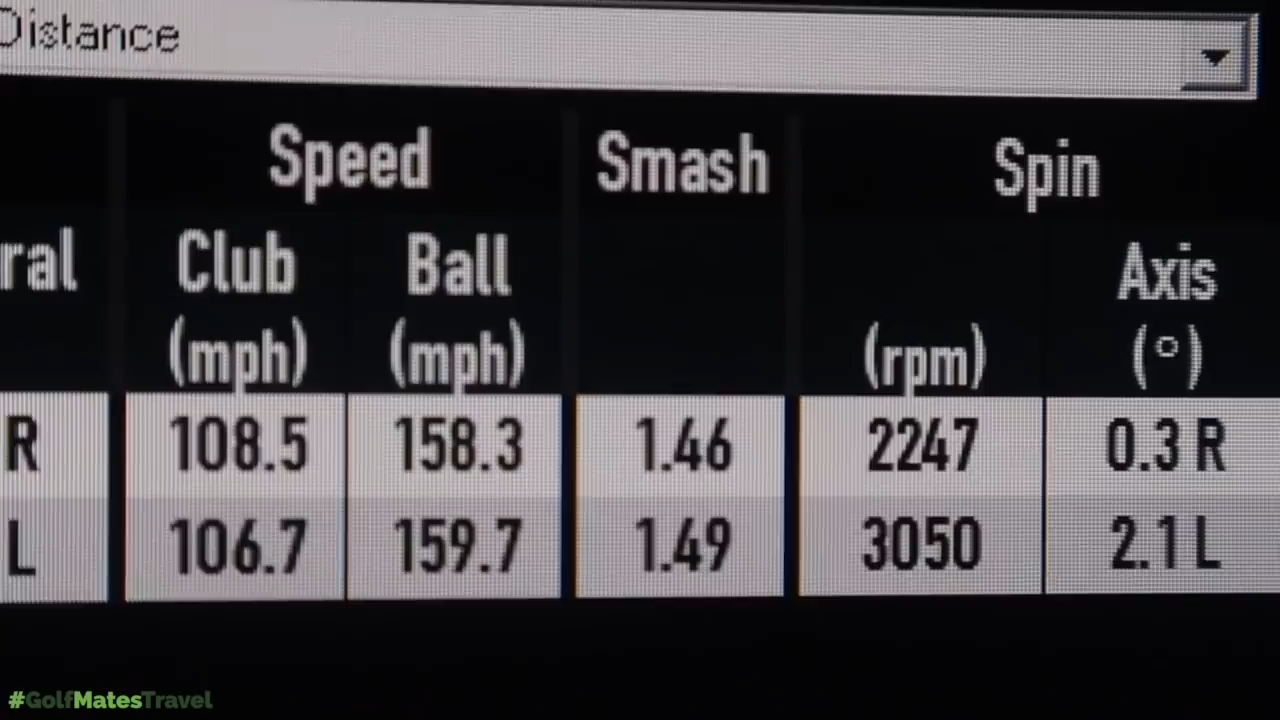 Distance
Speed Smash Spin
ral Club Ball Axis
(mph) (mph) (rpm) (°)
R 108.5 158.3 1.46 2247 0.3 R
L 106.7 159.7 1.49 3050 2.1 L
#GolfMatesTravel